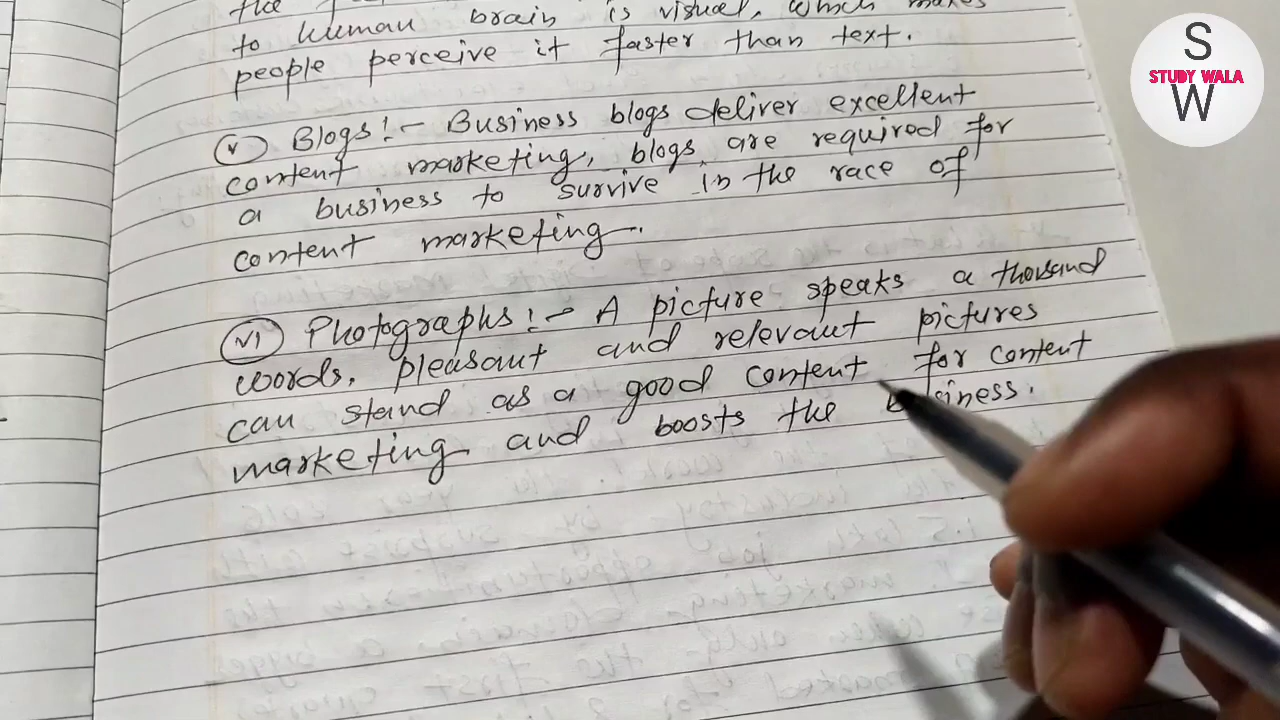 the
to human brain is visual, which makes
people perceive it faster than text.
(v) Blogs:- Business blogs deliver excellent
content marketing, blogs are required for
a business to survive in the race of
content marketing.
(vi) Photographs:- A picture speaks a thousand
words, pleasant and relevant pictures
can stand as a good content for content
marketing and boosts the business.
S
STUDY WALA
W